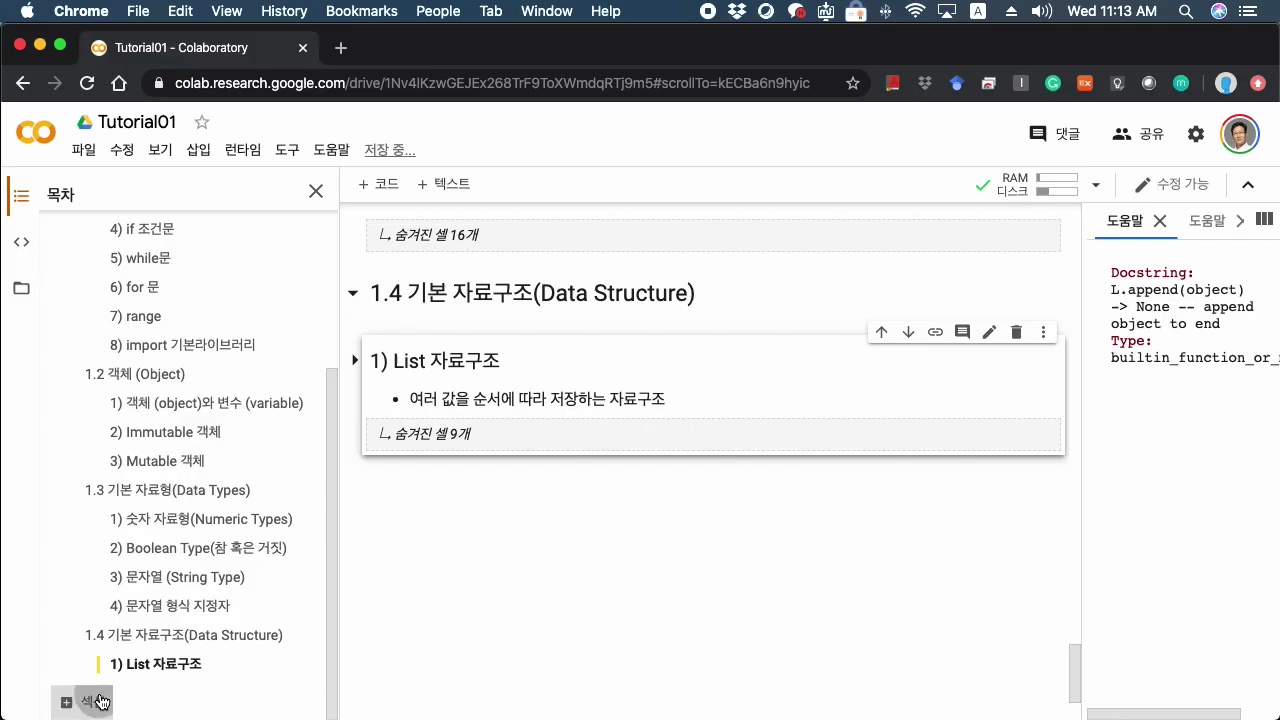 Chrome File Edit View History Bookmarks People Tab Window Help A Wed 11:13 AM
Tutorial01 - Colaboratory
colab.research.google.com/drive/1Nv4lKzwGEJEx268TrF9ToXWmdqRTj9m5#scrollTo=kECBa6n9hyic
Tutorial01
파일 수정 보기 삽입 런타임 도구 도움말 저장 중...
댓글 공유
목차
+ 코드 + 텍스트
RAM
디스크
수정 가능
4) if 조건문
5) while문
6) for 문
7) range
8) import 기본라이브러리
1.2 객체 (Object)
1) 객체 (object)와 변수 (variable)
2) Immutable 객체
3) Mutable 객체
1.3 기본 자료형(Data Types)
1) 숫자 자료형(Numeric Types)
2) Boolean Type(참 혹은 거짓)
3) 문자열 (String Type)
4) 문자열 형식 지정자
1.4 기본 자료구조(Data Structure)
1) List 자료구조
숨겨진 셀 16개
1.4 기본 자료구조(Data Structure)
1) List 자료구조
• 여러 값을 순서에 따라 저장하는 자료구조
숨겨진 셀 9개
도움말 도움말
Docstring:
L.append(object)
-> None -- append
object to end
Type:
builtin_function_or_